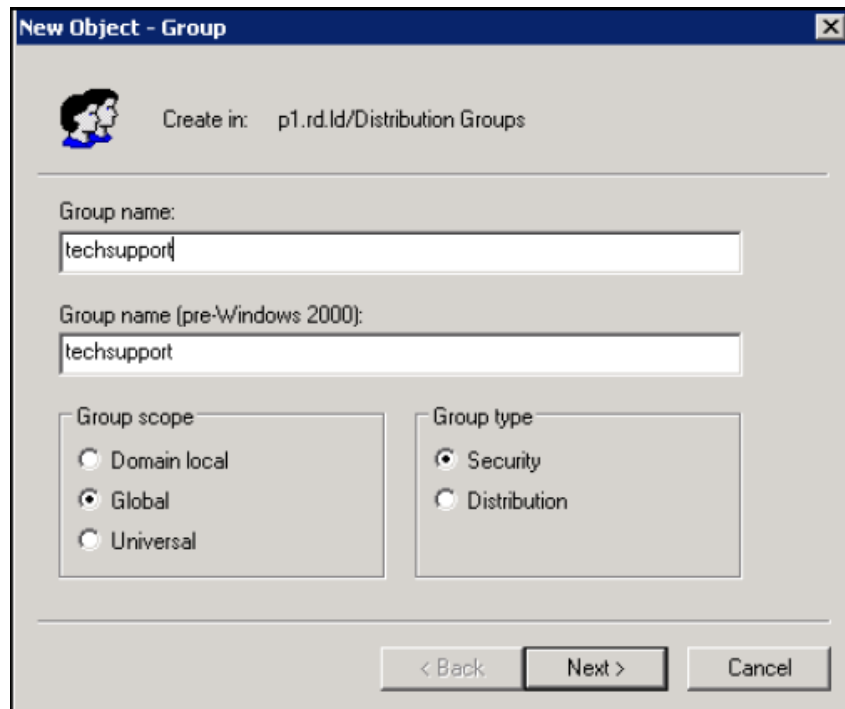 New Object - Group
Create in: p1.rd.ld/Distribution Groups
Group name:
techsupport
Group name (pre-Windows 2000):
techsupport
Group scope
Domain local
Global
Universal
Group type
Security
Distribution
< Back
Next >
Cancel